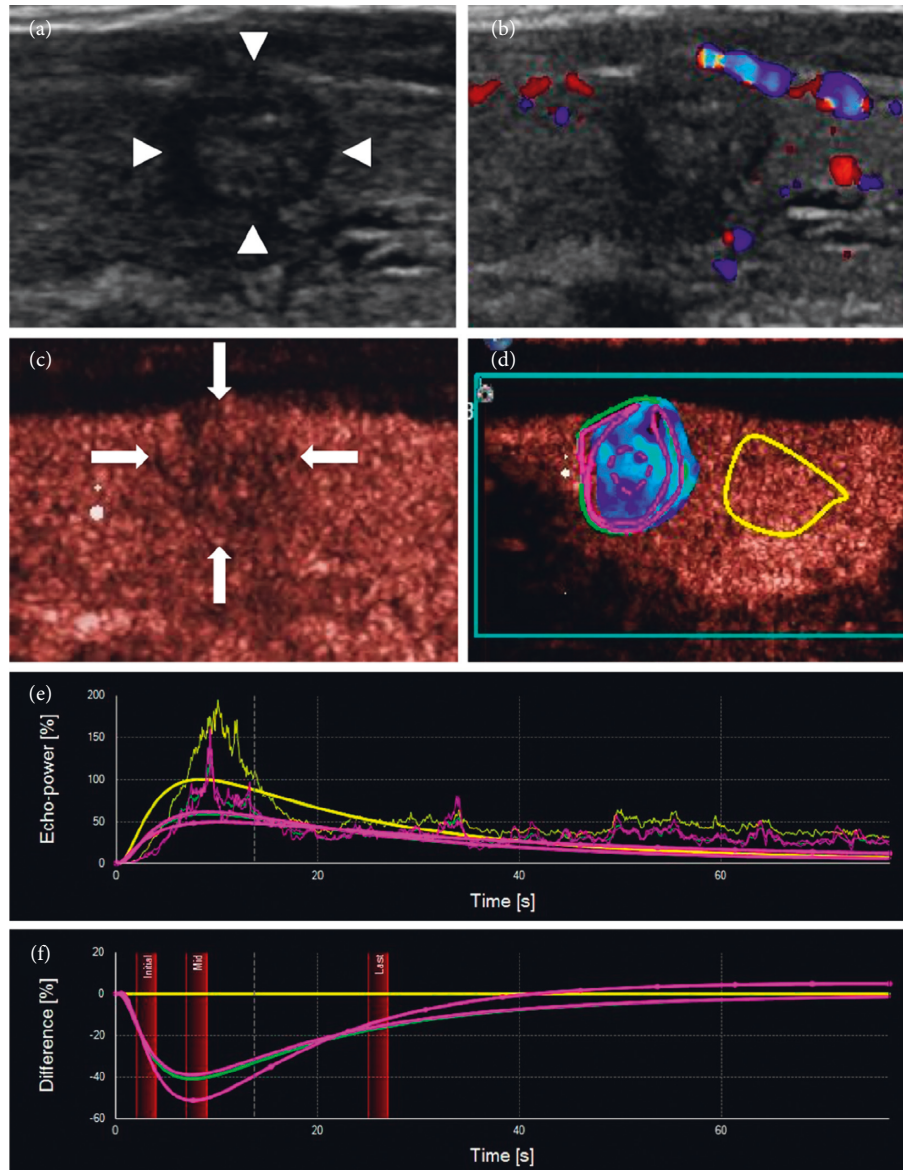 (a)
(b)
(c)
(d)
B
(e)
Echo-power [%]
200
150
100
50
0
0
20
40
60
Time [s]
(f)
Difference [%]
20
0
-20
-40
-60
Initial
Mid
Last
0
20
40
60
Time [s]